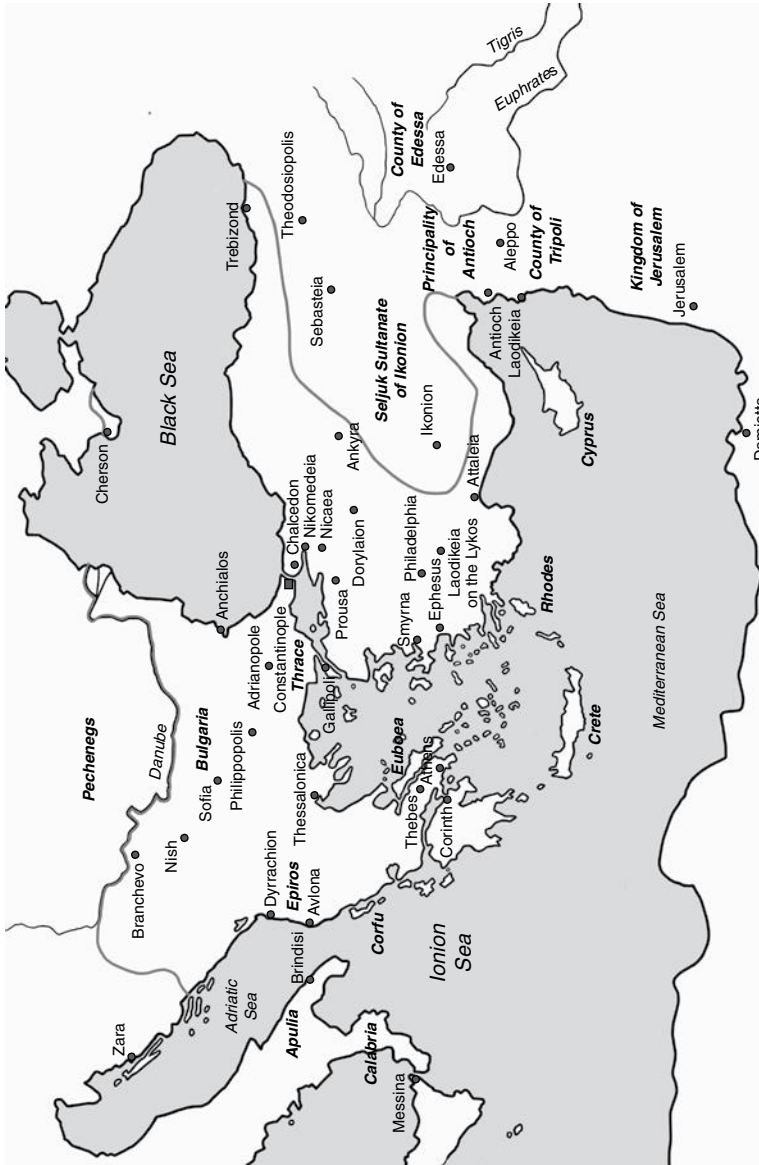 Zara
Branchevo
Nish
Sofia
Pechenegs
Danube
Bulgaria
Philippopolis
Adrianopole
Constantinople
Thrace
Anchialos
Cherson
Black Sea
Trebizond
Theodosiopolis
Sebasteia
Seljuk Sultanate
of Ikonion
Ankyra
Ikonion
Chalcedon
Nikomedeia
Nicaea
Dorylaion
Prousa
Gallipoli
Thessalonica
Dyrrachion
Epiros
Avlona
Adriatic
Sea
Brindisi
Apulia
Calabria
Messina
Corfu
Ionion
Sea
Thebes
Athens
Corinth
Euboea
Smyrna
Philadelphia
Ephesus
Laodikeia
on the Lykos
Attaleia
Rhodes
Crete
Cyprus
Mediterranean Sea
Tigris
Euphrates
County of
Edessa
Edessa
Principality
of
Antioch
Aleppo
County of
Tripoli
Antioch
Laodikeia
Kingdom of
Jerusalem
Jerusalem